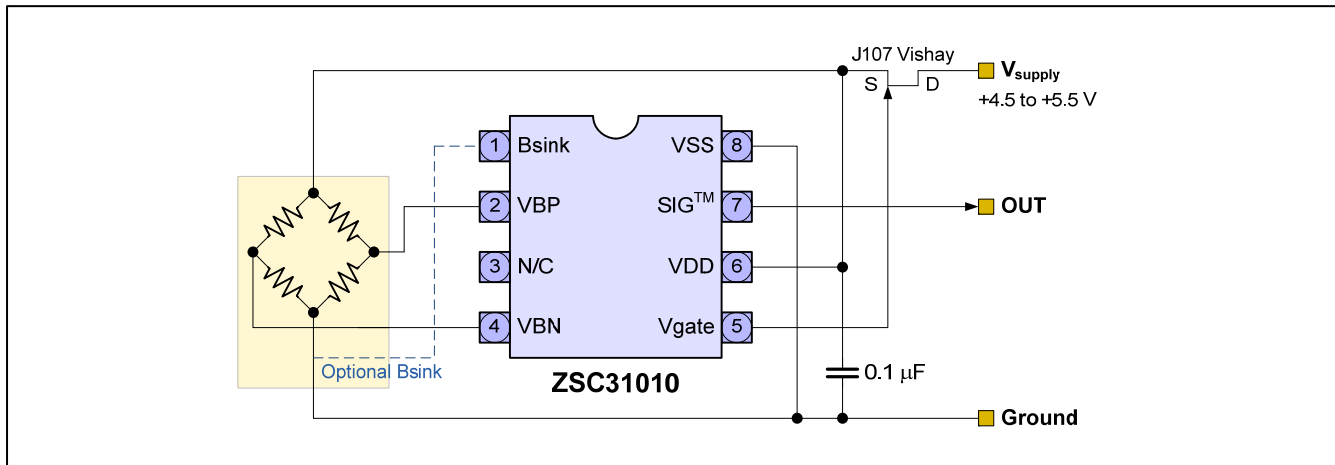 J107 Vishay
S
D
Vsupply
+4.5 to +5.5 V
1
Bsink
VSS
8
2
VBP
SIG™
7
OUT
3
N/C
VDD
6
4
VBN
Vgate
5
Optional Bsink
0.1 μF
ZSC31010
Ground